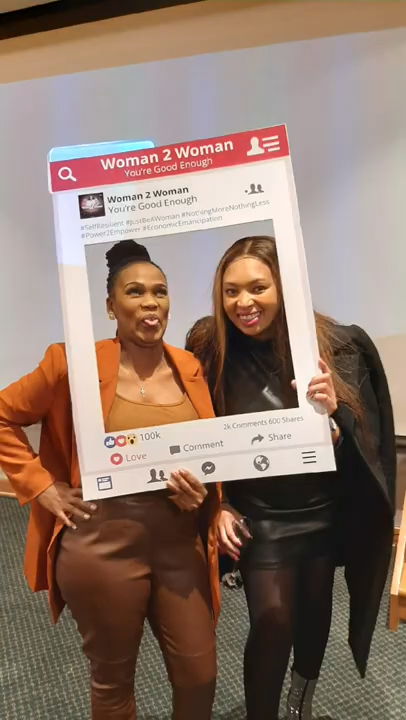 Woman 2 Woman
You're Good Enough
Woman 2 Woman
You're Good Enough
#SelfResilient #JustBeAWoman #NothingMoreNothingLess
#Power2Empower #EconomicEmancipation
100k
2k Comments 600 Shares
Love
Comment
Share